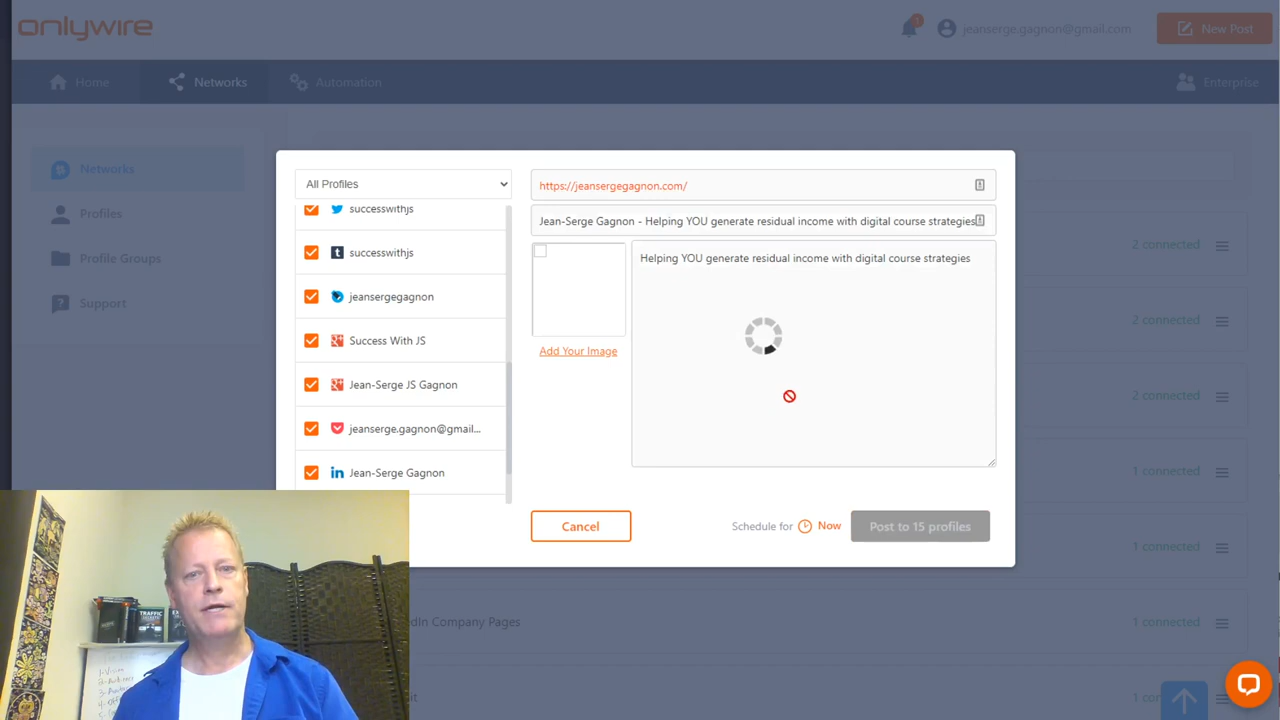 onlywire
1
jeanserge.gagnon@gmail.com
New Post
Home
Networks
Automation
Enterprise
Networks
Profiles
Profile Groups
Support
All Profiles
successwithjs
successwithjs
jeansergegagnon
Success With JS
Jean-Serge JS Gagnon
jeanserge.gagnon@gmail...
Jean-Serge Gagnon
https://jeansergegagnon.com/
Jean-Serge Gagnon - Helping YOU generate residual income with digital course strategies
Helping YOU generate residual income with digital course strategies
Add Your Image
Cancel
Schedule for
Now
Post to 15 profiles
2 connected
2 connected
2 connected
1 connected
1 connected
LinkedIn Company Pages
1 connected
TRAFFIC